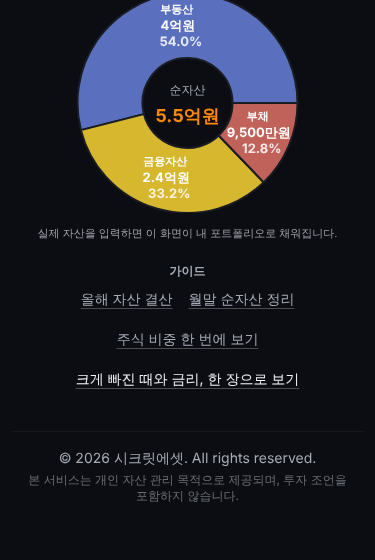 부동산
4억원
54.0%
순자산
5.5억원
부채
9,500만원
12.8%
금융자산
2.4억원
33.2%
실제 자산을 입력하면 이 화면이 내 포트폴리오로 채워집니다.
가이드
올해 자산 결산 월말 순자산 정리
주식 비중 한 번에 보기
크게 빠진 때와 금리, 한 장으로 보기
© 2026 시크릿에셋. All rights reserved.
본 서비스는 개인 자산 관리 목적으로 제공되며, 투자 조언을
포함하지 않습니다.